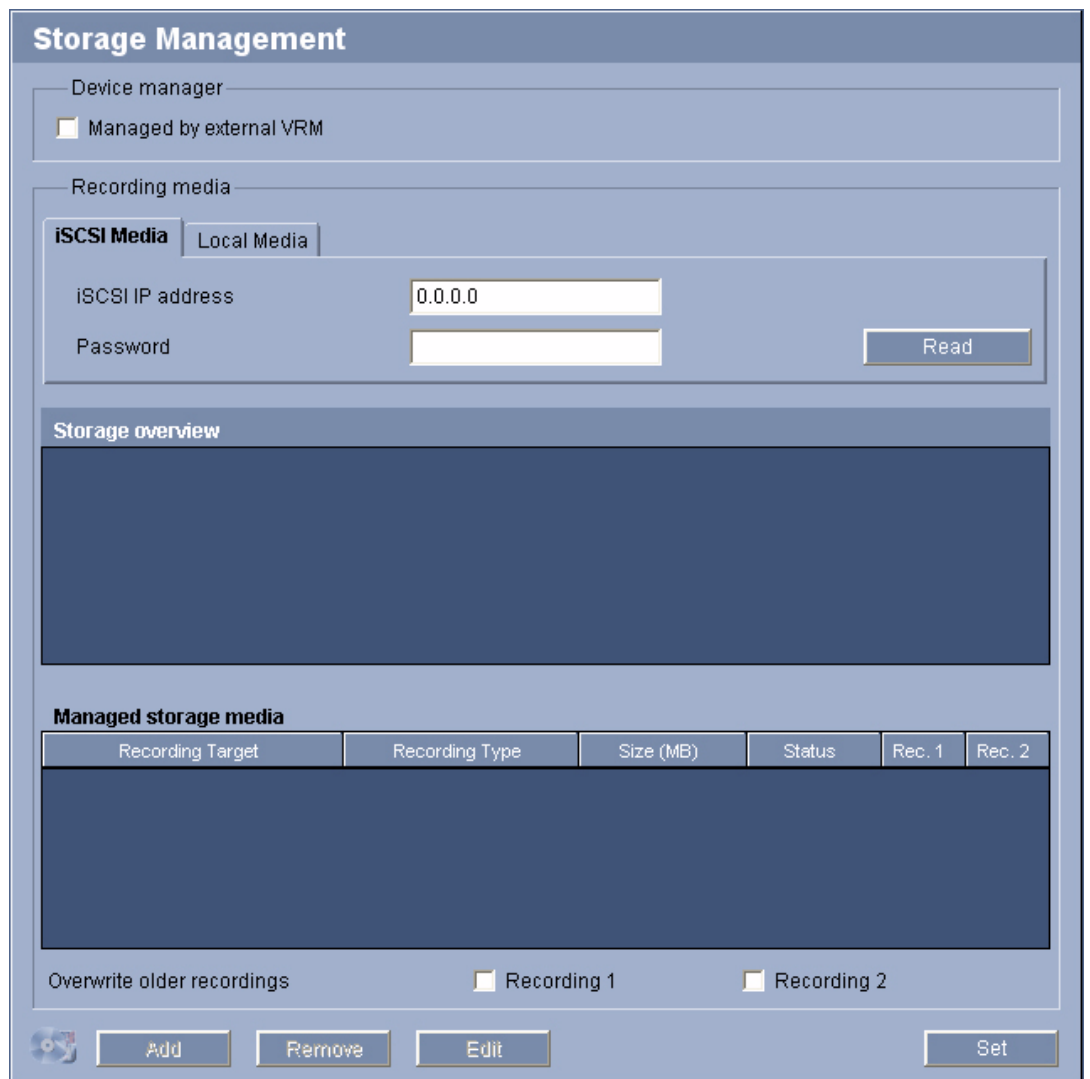 Storage Management
Device manager
Managed by external VRM
Recording media
iSCSI Media Local Media
iSCSI IP address 0.0.0.0
Password Read
Storage overview
Managed storage media
Recording Target Recording Type Size (MB) Status Rec. 1 Rec. 2
Overwrite older recordings Recording 1 Recording 2
Add Remove Edit Set